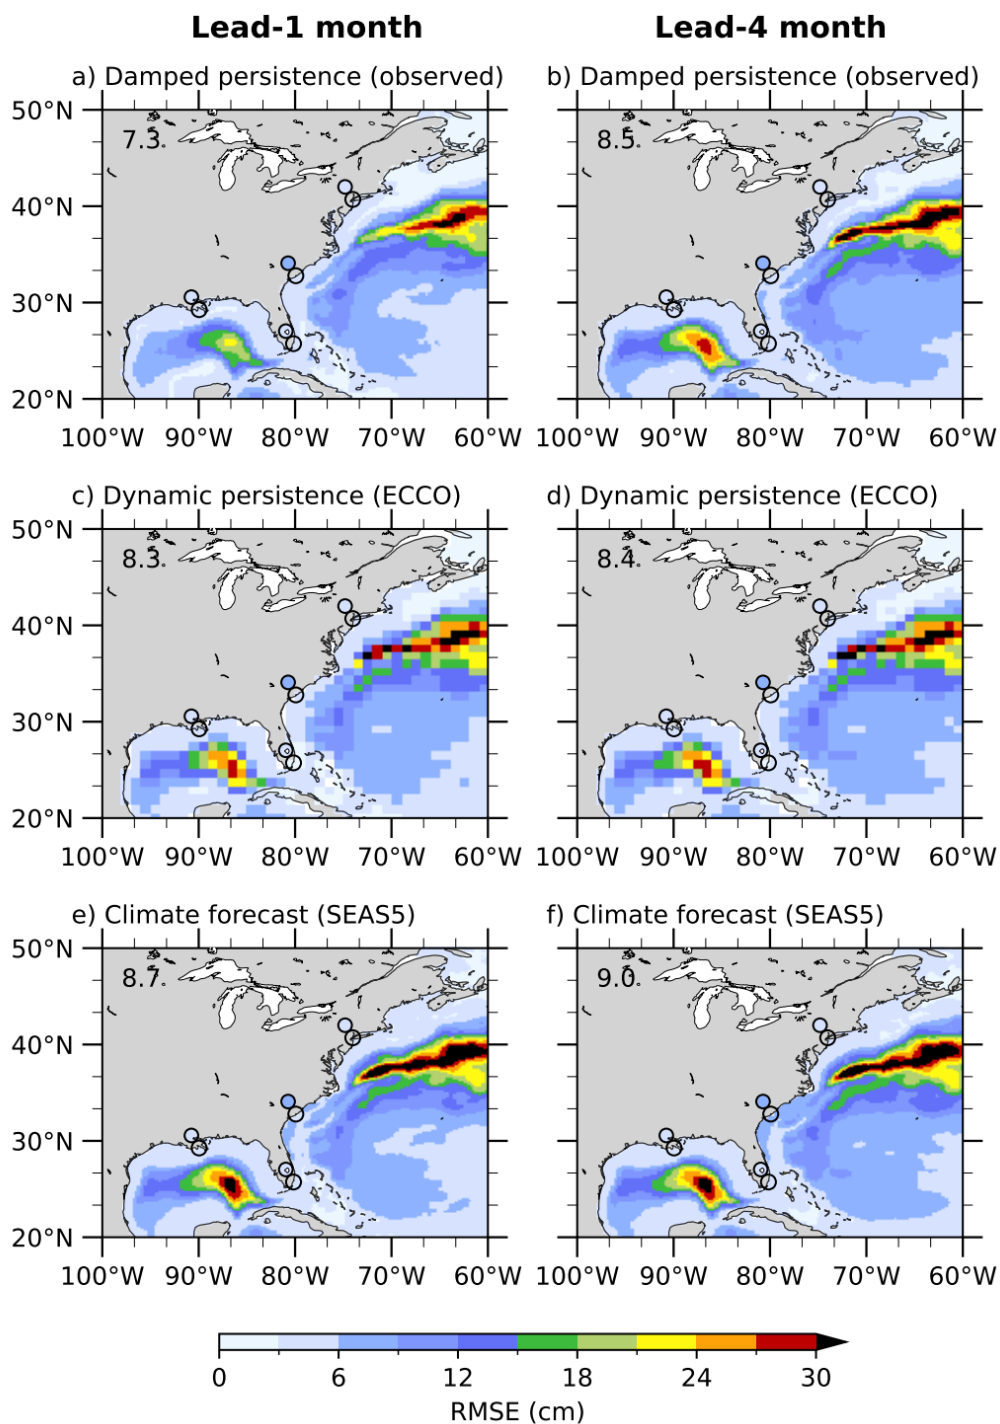 Lead-1 month Lead-4 month
a) Damped persistence (observed) b) Damped persistence (observed)
50°N
7.3 8.5
40°N
30°N
20°N
100°W 90°W 80°W 70°W 60°W 100°W 90°W 80°W 70°W 60°W
c) Dynamic persistence (ECCO) d) Dynamic persistence (ECCO)
50°N
8.3 8.4
40°N
30°N
20°N
100°W 90°W 80°W 70°W 60°W 100°W 90°W 80°W 70°W 60°W
e) Climate forecast (SEAS5) f) Climate forecast (SEAS5)
50°N
8.7 9.0
40°N
30°N
20°N
100°W 90°W 80°W 70°W 60°W 100°W 90°W 80°W 70°W 60°W
0 6 12 18 24 30
RMSE (cm)